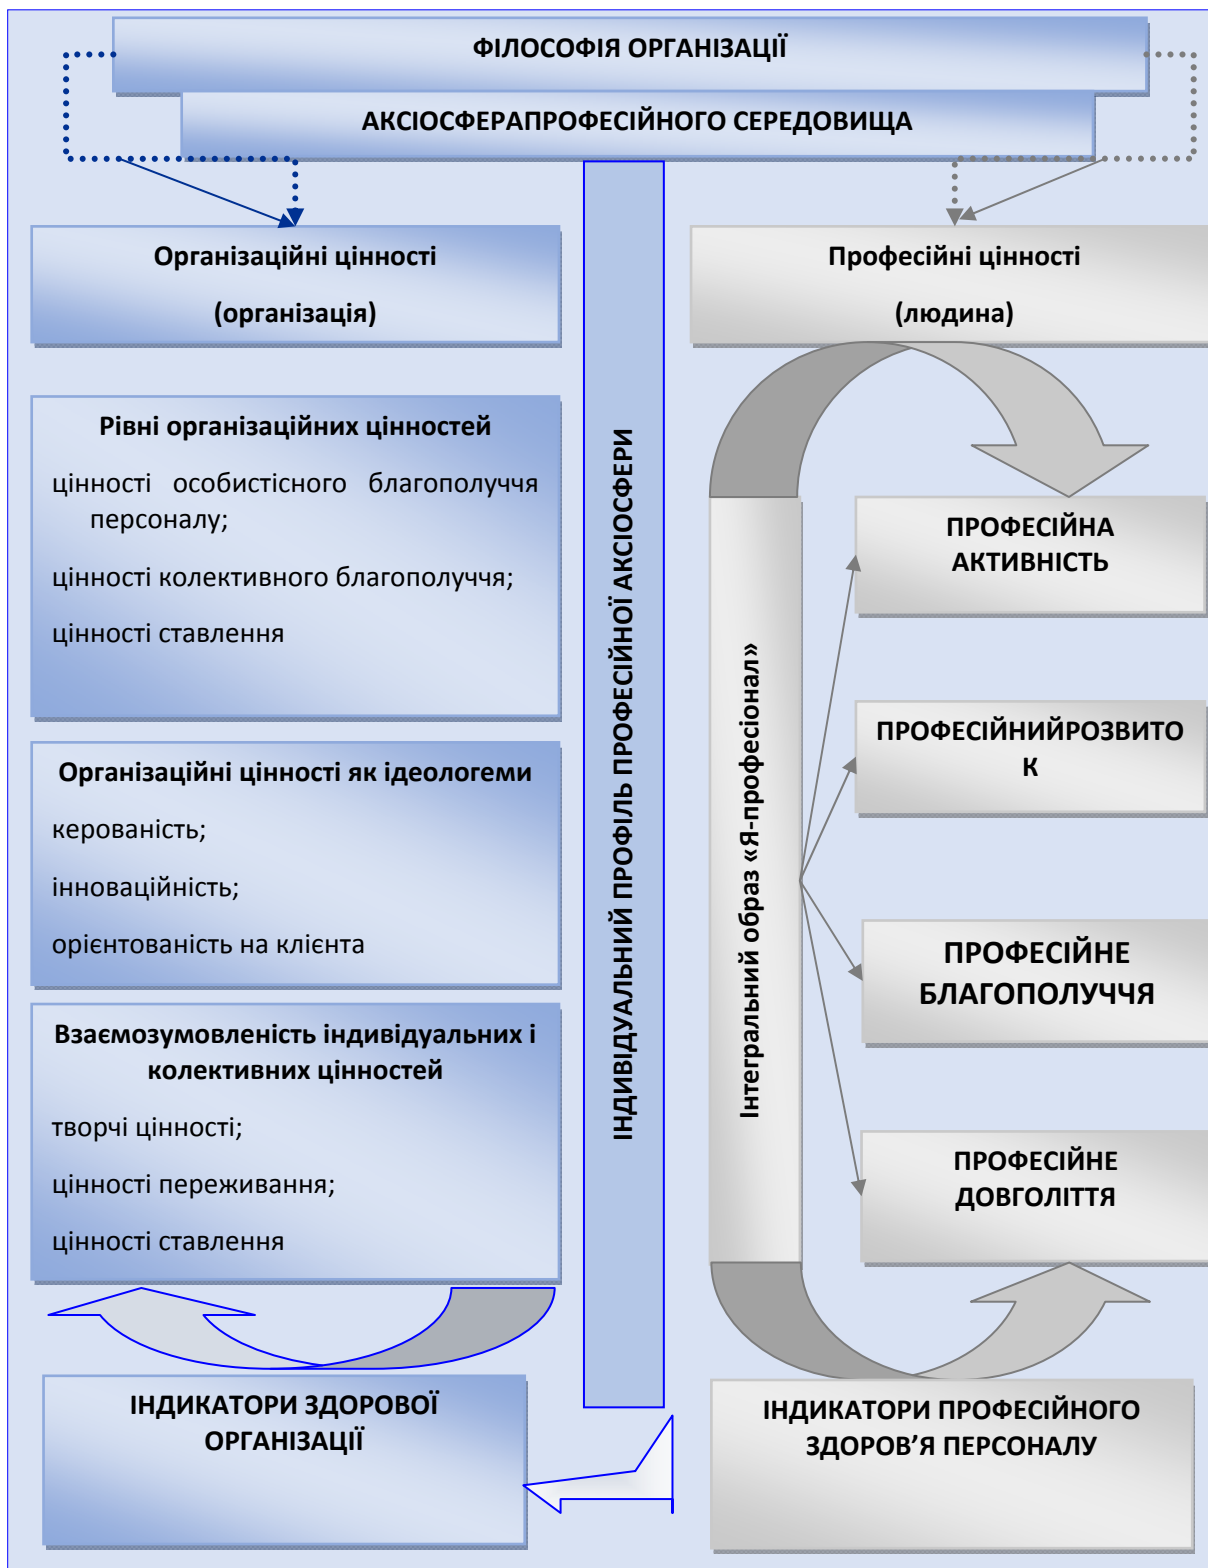 ФІЛОСОФІЯ ОРГАНІЗАЦІЇ
АКСІОСФЕРАПРОФЕСІЙНОГО СЕРЕДОВИЩА
Організаційні цінності
(організація)
Рівні організаційних цінностей
цінності особистісного благополуччя
персоналу;
цінності колективного благополуччя;
цінності ставлення
Організаційні цінності як ідеологеми
керованість;
інноваційність;
орієнтованість на клієнта
Взаємозумовленість індивідуальних і
колективних цінностей
творчі цінності;
цінності переживання;
цінності ставлення
ІНДИКАТОРИ ЗДОРОВОЇ
ОРГАНІЗАЦІЇ
ІНДИВІДУАЛЬНИЙ ПРОФІЛЬ ПРОФЕСІЙНОЇ АКСІОСФЕРИ
Професійні цінності
(людина)
Інтегральний образ «Я-професіонал»
ПРОФЕСІЙНА
АКТИВНІСТЬ
ПРОФЕСІЙНИЙРОЗВИТО
К
ПРОФЕСІЙНЕ
БЛАГОПОЛУЧЧЯ
ПРОФЕСІЙНЕ
ДОВГОЛІТТЯ
ІНДИКАТОРИ ПРОФЕСІЙНОГО
ЗДОРОВ’Я ПЕРСОНАЛУ